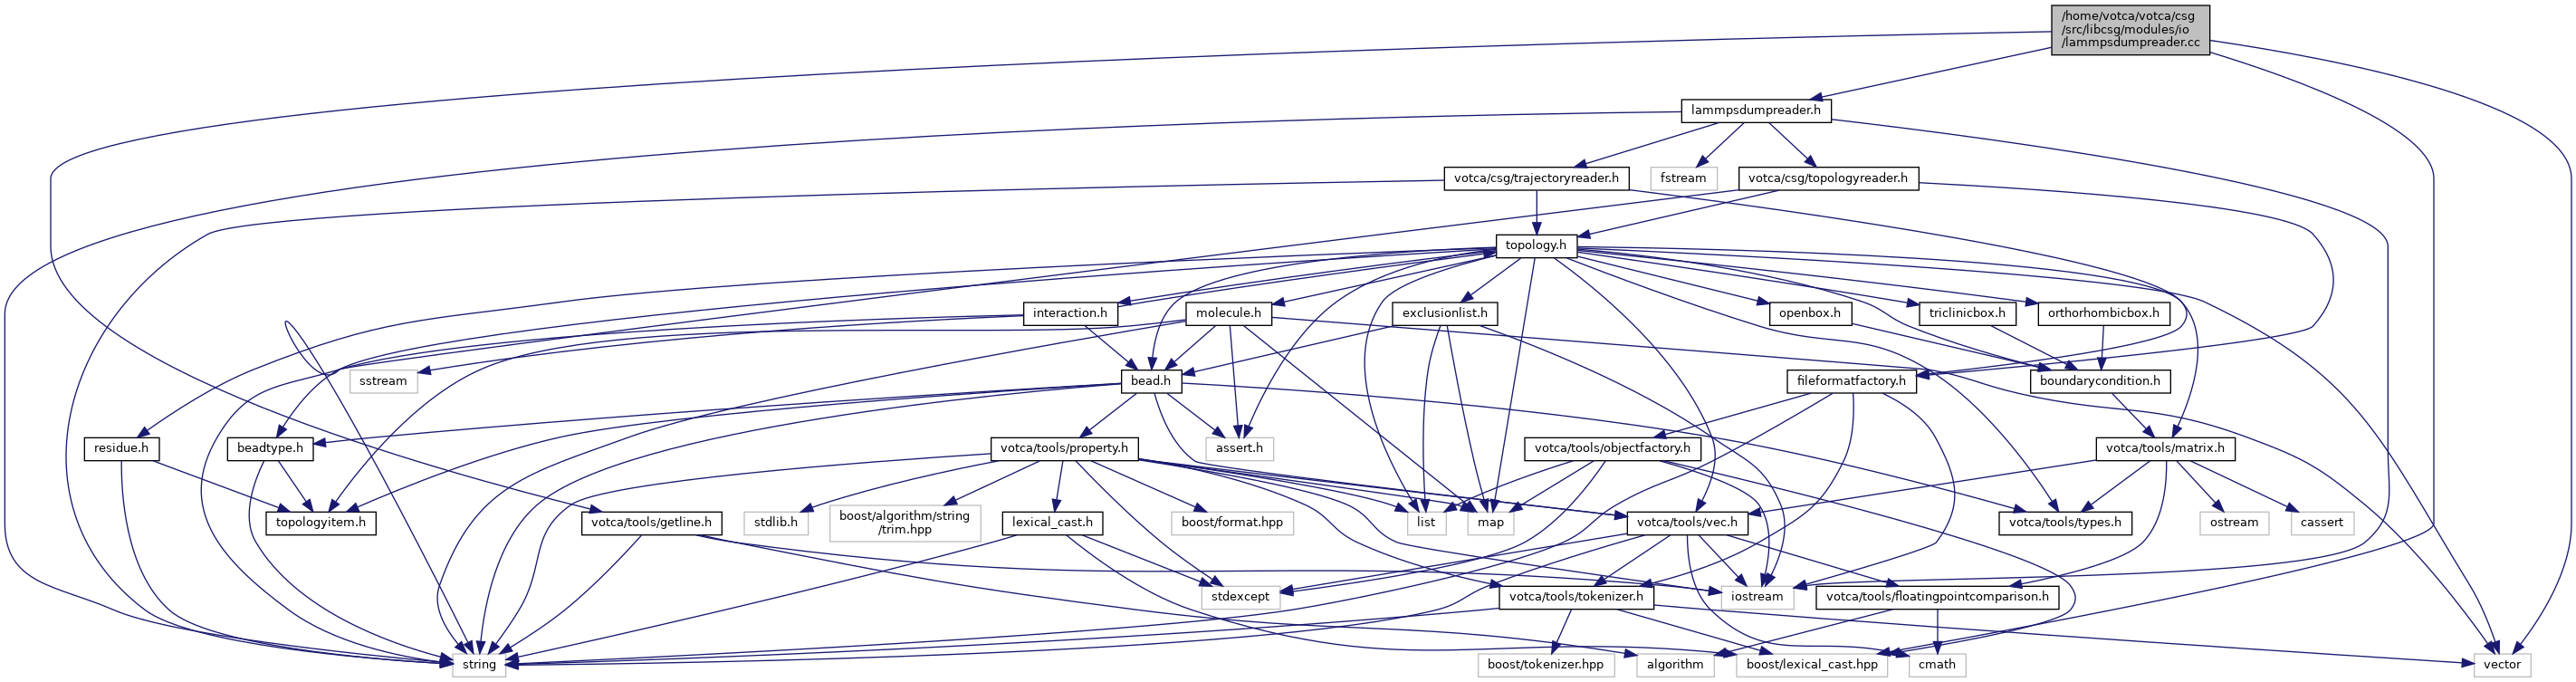 /home/votca/votca/csg
/src/libcsg/modules/io
/lammpsdumpreader.cc
lammpsdumpreader.h
votca/csg/trajectoryreader.h
fstream
votca/csg/topologyreader.h
topology.h
interaction.h
molecule.h
exclusionlist.h
openbox.h
triclinicbox.h
orthorhombicbox.h
sstream
bead.h
fileformatfactory.h
boundarycondition.h
residue.h
beadtype.h
votca/tools/property.h
assert.h
votca/tools/objectfactory.h
votca/tools/matrix.h
topologyitem.h
votca/tools/getline.h
stdlib.h
boost/algorithm/string
/trim.hpp
lexical_cast.h
boost/format.hpp
list
map
votca/tools/vec.h
votca/tools/types.h
ostream
cassert
stdexcept
votca/tools/tokenizer.h
iostream
votca/tools/floatingpointcomparison.h
string
boost/tokenizer.hpp
algorithm
boost/lexical_cast.hpp
cmath
vector